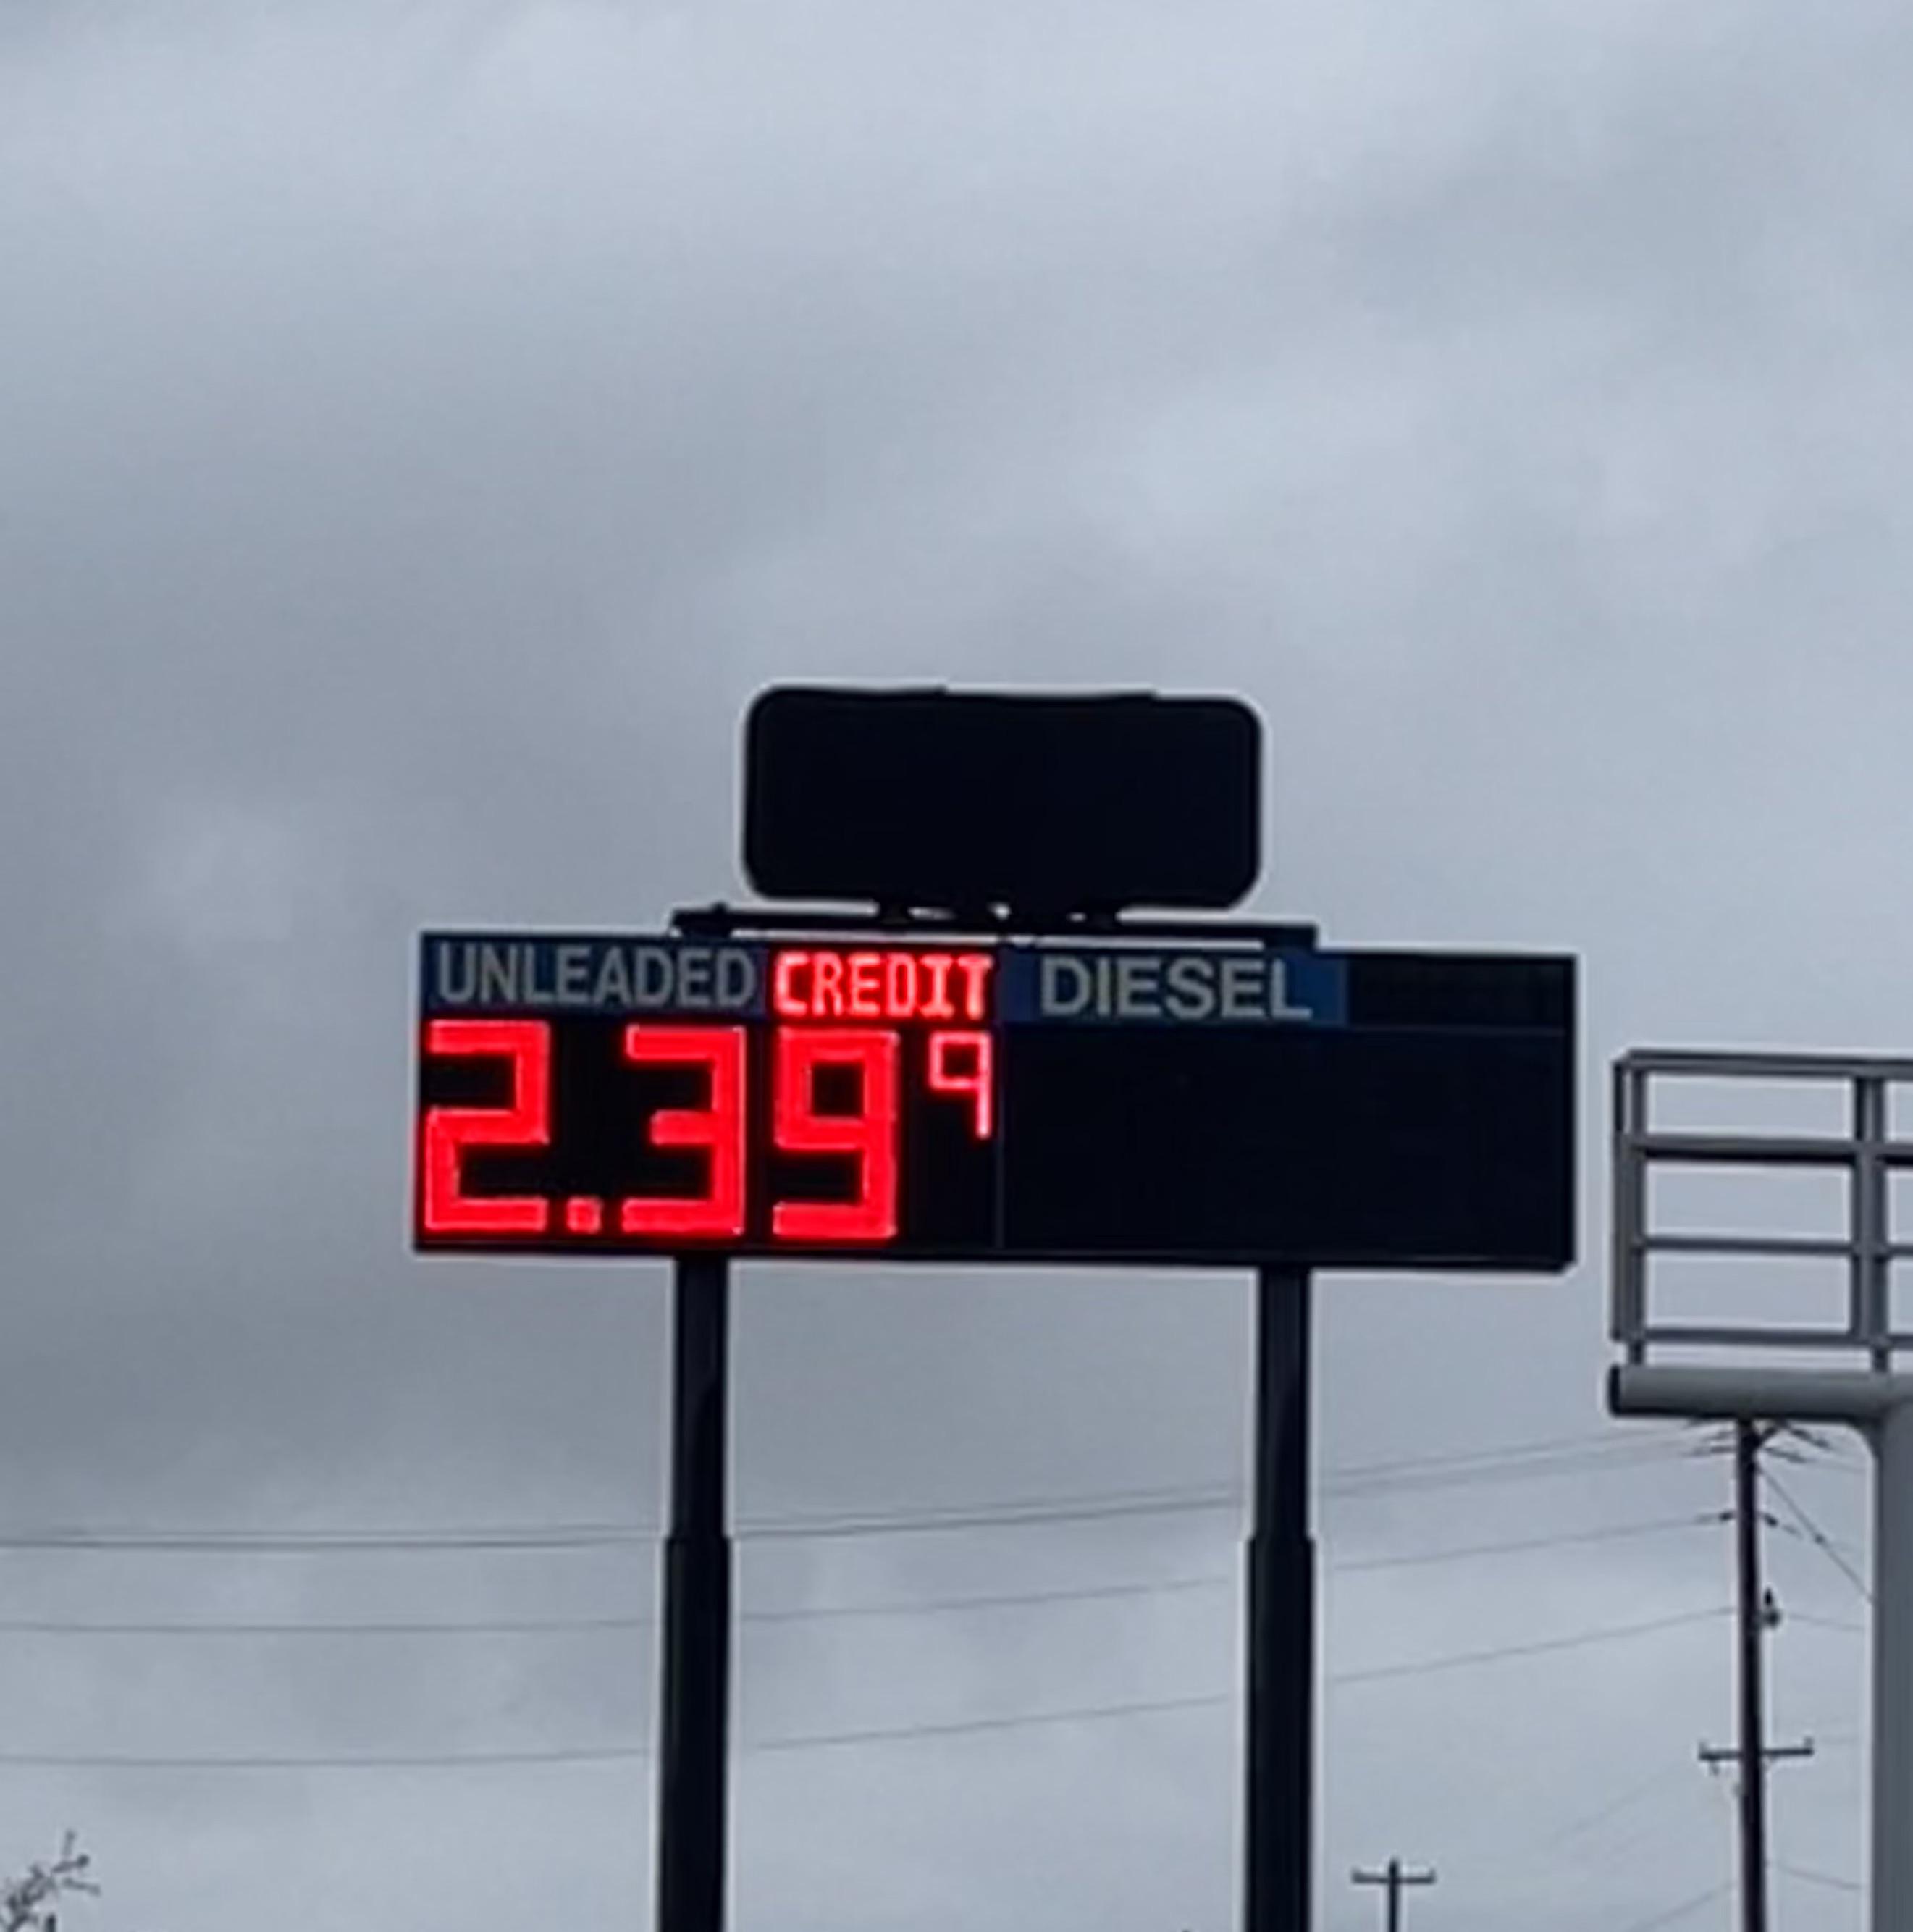 UNLEADED CREDIT DIESEL
2.39 9